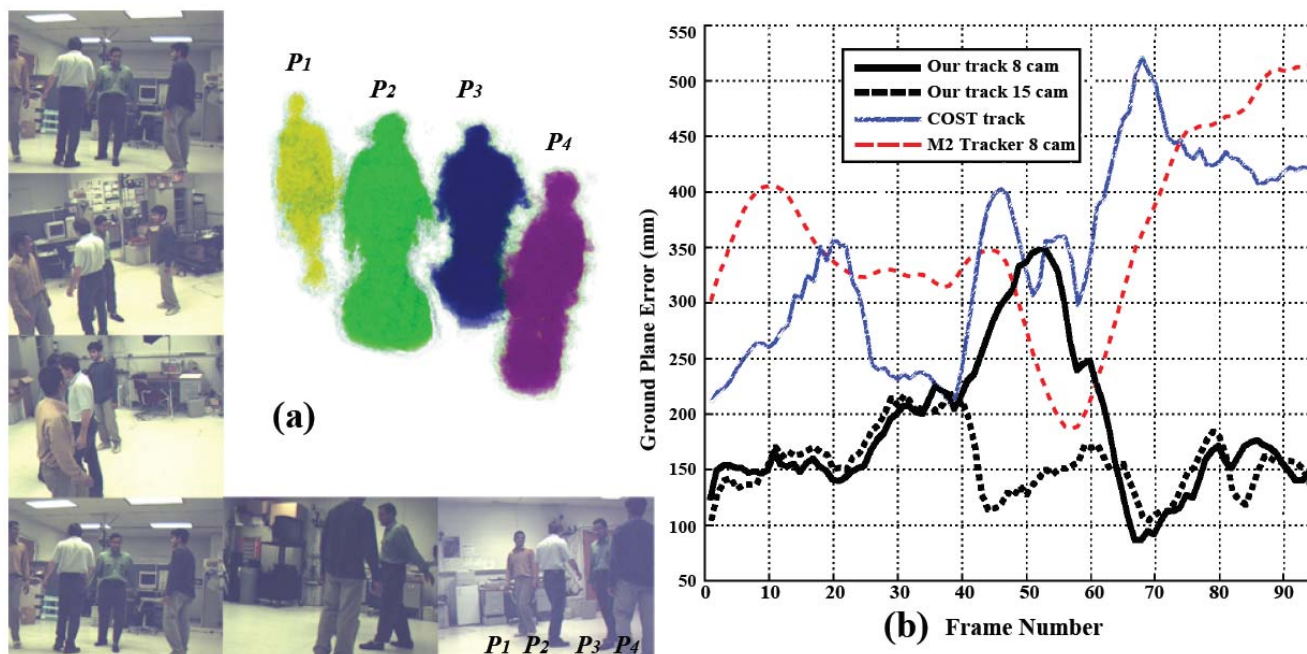 P1
P2
P3
P4
(a)
P1 P2 P3 P4
550
500
450
400
350
300
250
200
150
100
50
Ground Plane Error (mm)
Our track 8 cam
Our track 15 cam
COST track
M2 Tracker 8 cam
0 10 20 30 40 50 60 70 80 90
(b) Frame Number